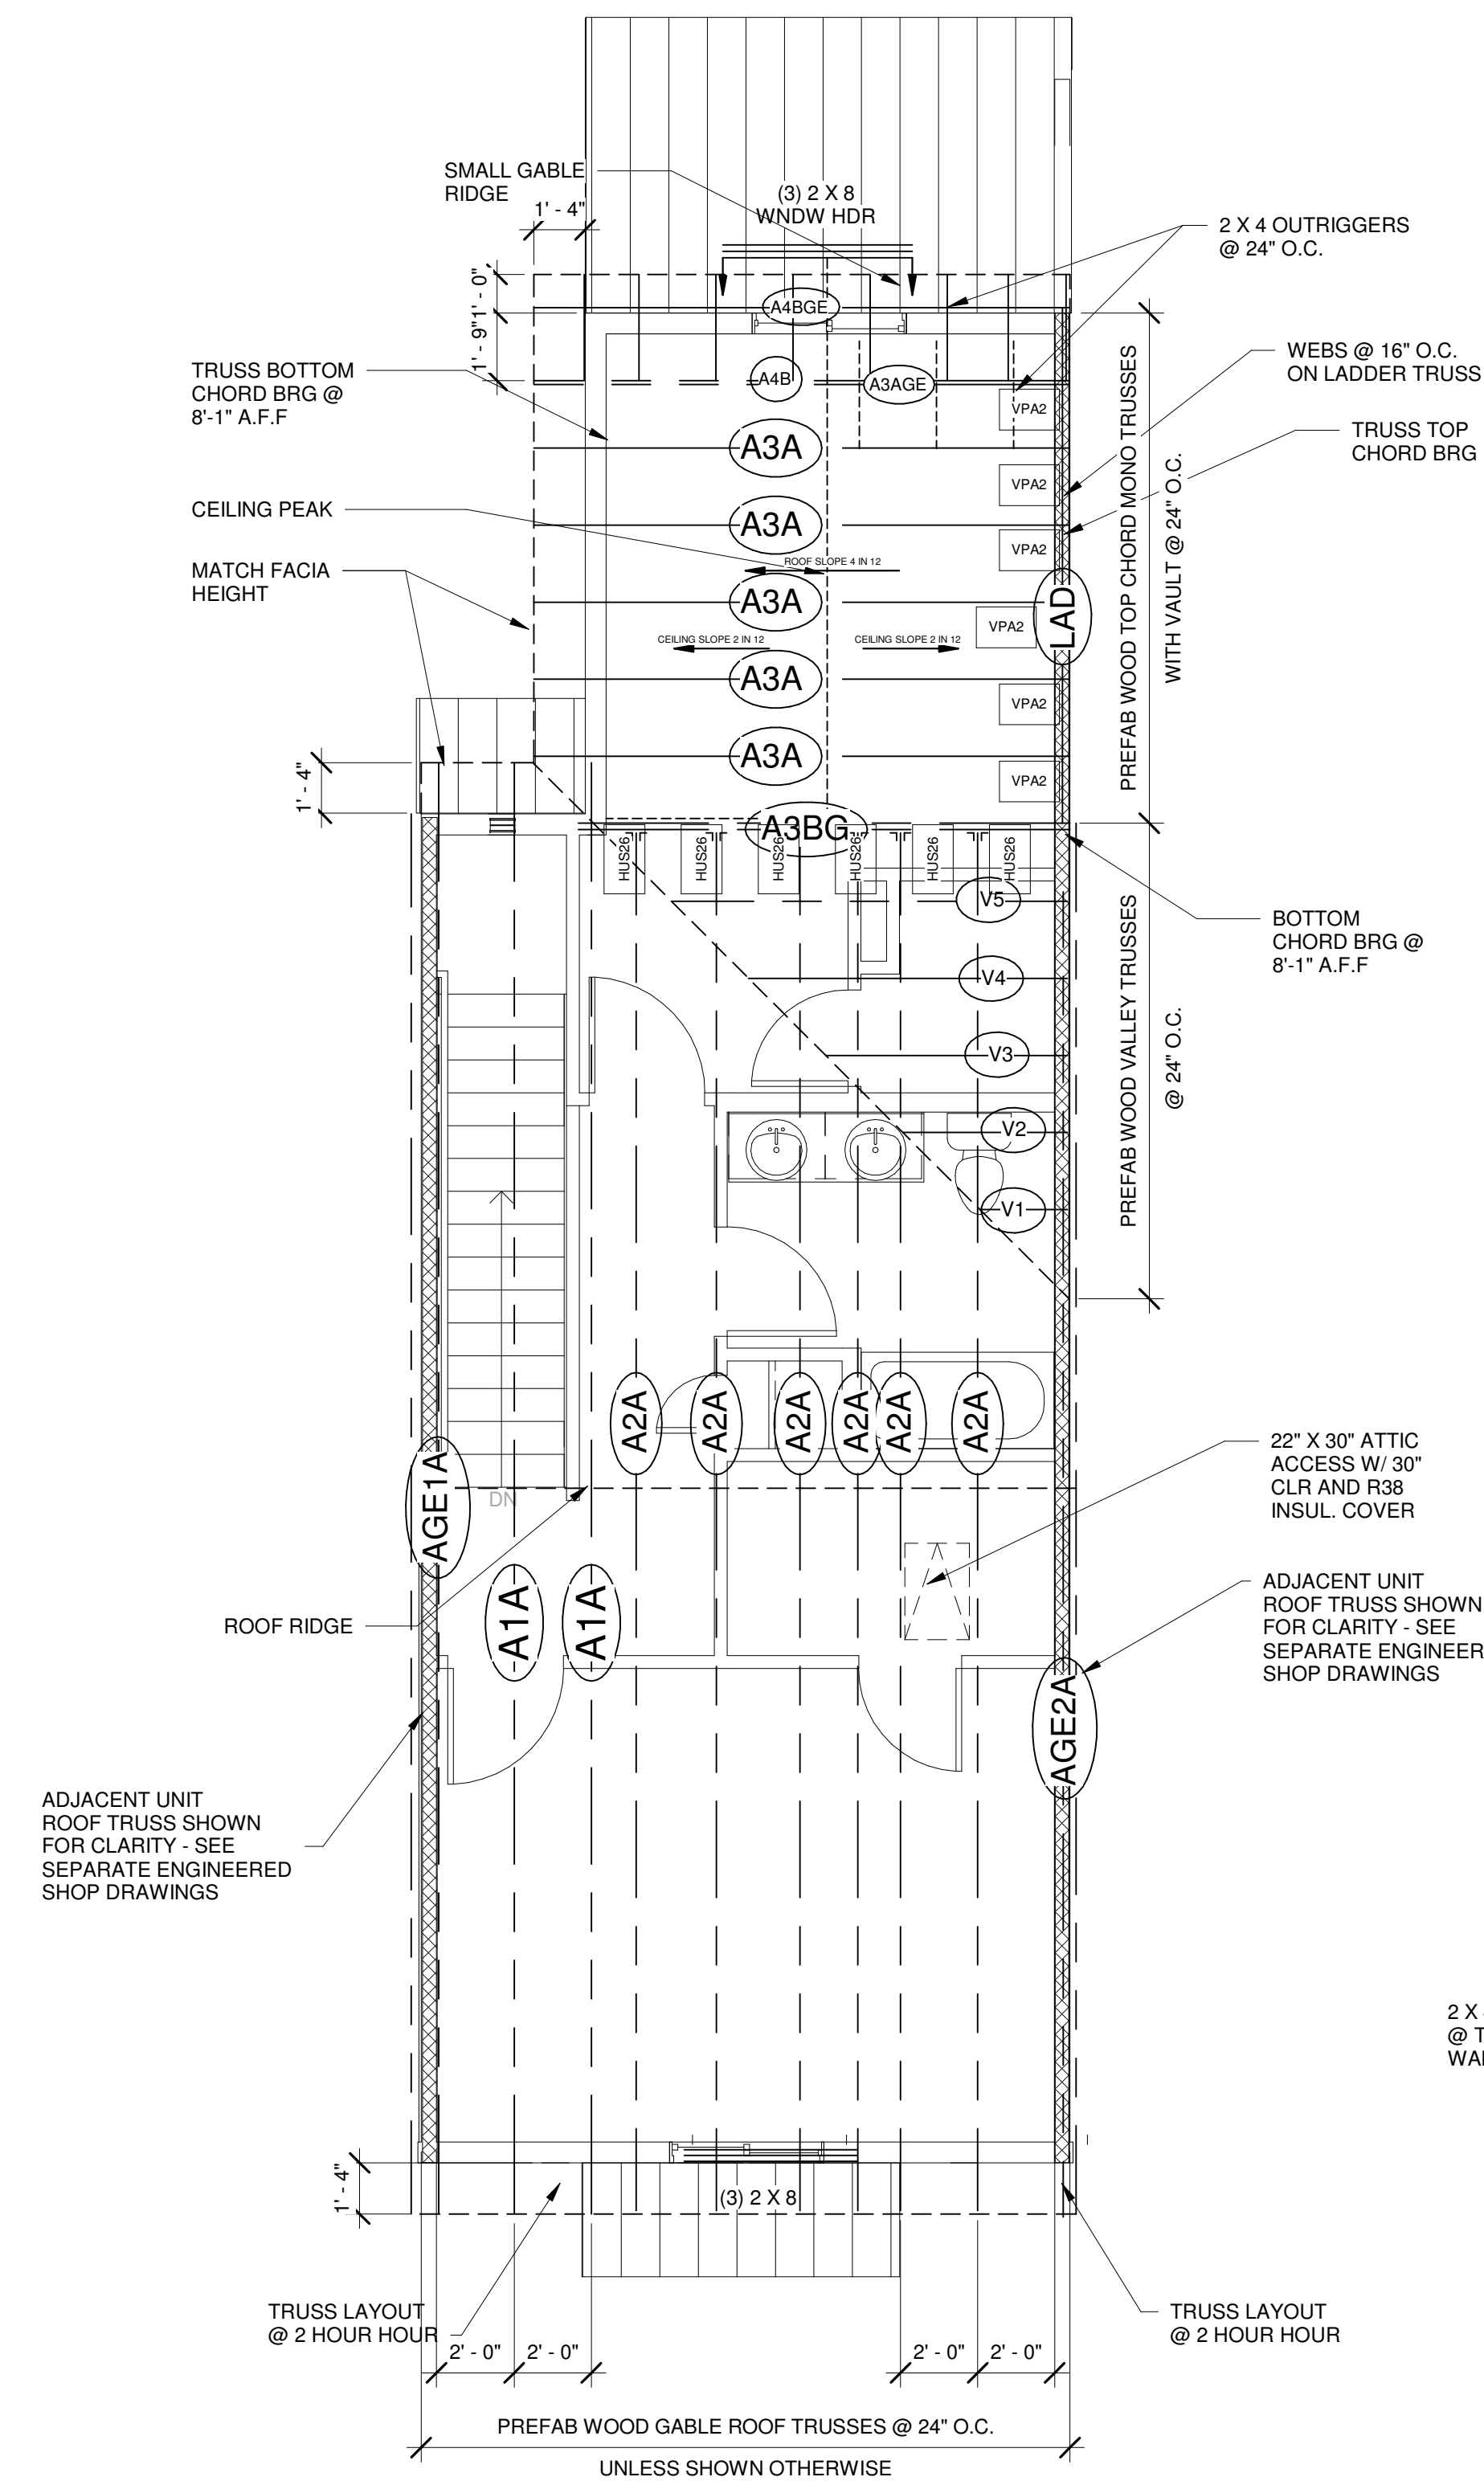 SMALL GABLE
RIDGE
1' - 4"
(3) 2 X 8
WNDW HDR
2 X 4 OUTRIGGERS
@ 24" O.C.
1' - 0"
1' - 9"
A4BGE
A4B
A3AGE
VPA2
TRUSS BOTTOM
CHORD BRG @
8'-1" A.F.F
WEBS @ 16" O.C.
ON LADDER TRUSS
TRUSS TOP
CHORD BRG
PREFAB WOOD TOP CHORD MONO TRUSSES
WITH VAULT @ 24" O.C.
A3A
VPA2
CEILING PEAK
A3A
VPA2
ROOF SLOPE 4 IN 12
MATCH FACIA
HEIGHT
A3A
VPA2
LAD
CEILING SLOPE 2 IN 12
CEILING SLOPE 2 IN 12
A3A
VPA2
A3A
VPA2
1' - 4"
A3BG
HUS26
HUS26
HUS26
HUS26
HUS26
HUS26
V5
BOTTOM
CHORD BRG @
8'-1" A.F.F
V4
V3
V2
V1
PREFAB WOOD VALLEY TRUSSES
@ 24" O.C.
A2A
A2A
A2A
A2A
A2A
A2A
AGE1A
DN
22" X 30" ATTIC
ACCESS W/ 30"
CLR AND R38
INSUL. COVER
A1A
A1A
ROOF RIDGE
ADJACENT UNIT
ROOF TRUSS SHOWN
FOR CLARITY - SEE
SEPARATE ENGINEER
SHOP DRAWINGS
AGE2A
ADJACENT UNIT
ROOF TRUSS SHOWN
FOR CLARITY - SEE
SEPARATE ENGINEERED
SHOP DRAWINGS
2 X
@ T
WAL
1' - 4"
(3) 2 X 8
TRUSS LAYOUT
@ 2 HOUR HOUR
TRUSS LAYOUT
@ 2 HOUR HOUR
2' - 0"
2' - 0"
2' - 0"
2' - 0"
PREFAB WOOD GABLE ROOF TRUSSES @ 24" O.C.
UNLESS SHOWN OTHERWISE